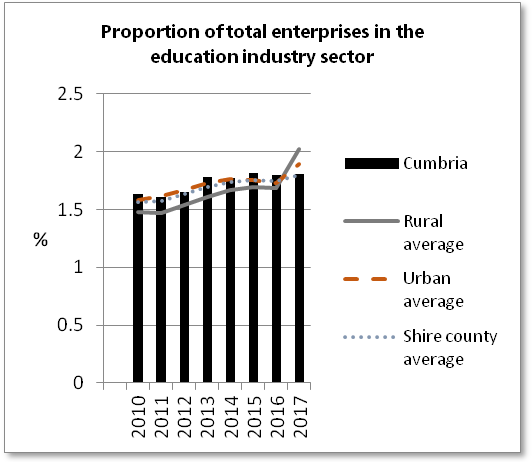 Proportion of total enterprises in the
education industry sector
2.5
2
1.5
1
0.5
0
%
2010
2011
2012
2013
2014
2015
2016
2017
Cumbria
Rural
average
Urban
average
Shire county
average